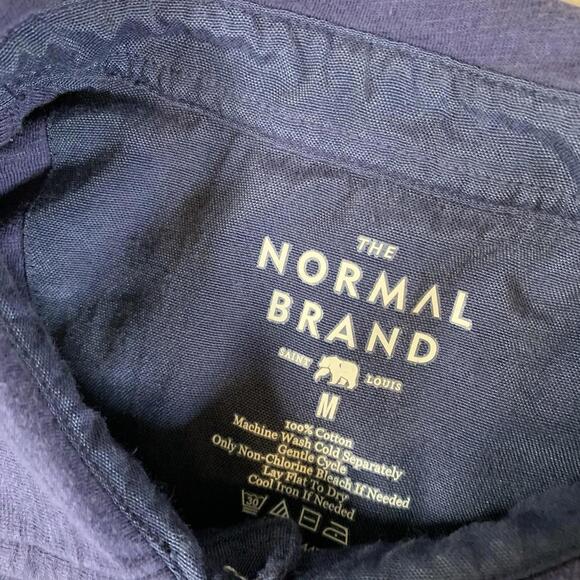 THE
NORMAL
BRAND
SAINT LOUIS
M
100% Cotton
Machine Wash Cold Separately
Gentle Cycle
Only Non-Chlorine Bleach If Needed
Lay Flat To Dry
Cool Iron If Needed
30